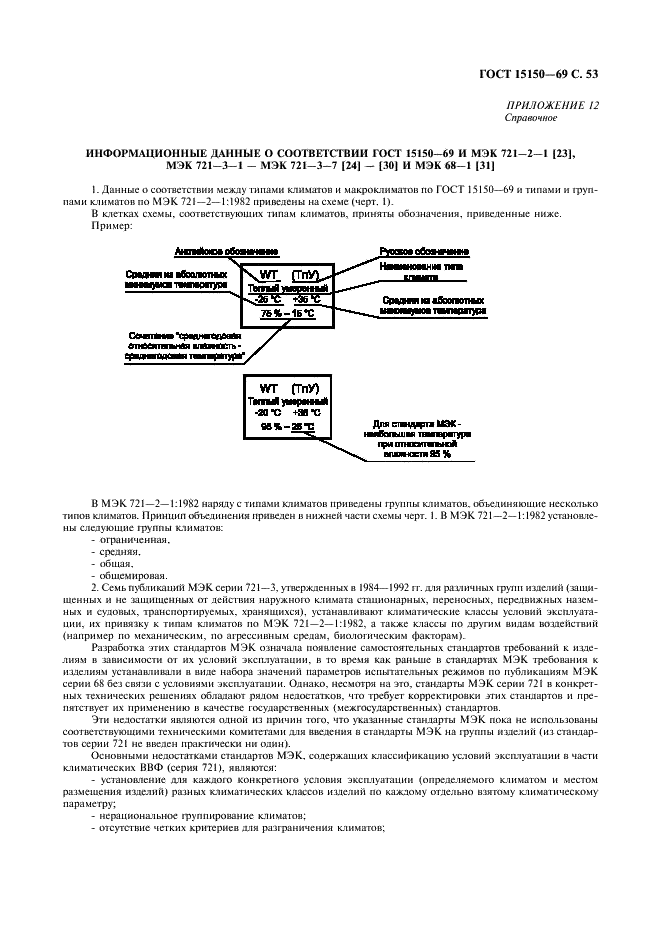 ГОСТ 15150—69 С. 53
ПРИЛОЖЕНИЕ 12
Справочное
ИНФОРМАЦИОННЫЕ ДАННЫЕ О СООТВЕТСТВИИ ГОСТ 15150—69 И МЭК 721—2—1 [23],
МЭК 721—3—1 — МЭК 721—3—7 [24] — [30] И МЭК 68—1 [31]
1. Данные о соответствии между типами климатов и макроклиматов по ГОСТ 15150—69 и типами и груп-
пами климатов по МЭК 721—2—1:1982 приведены на схеме (черт. 1).
В клетках схемы, соответствующих типам климатов, приняты обозначения, приведенные ниже.
Пример:
Английское обозначение
Русское обозначение
Средняя из абсолютных
минимумов температура
WT (ТпУ)
Теплый умеренный
-25 °С +35 °С
75 % – 15 °С
Наименование типа
климата
Средняя из абсолютных
максимумов температура
Сочетание "среднегодовая
относительная влажность -
среднегодовая температура"
WT (ТпУ)
Теплый умеренный
-20 °С +35 °С
95 % – 25 °С
Для стандарта МЭК -
наибольшая температура
при относительной
влажности 95 %
В МЭК 721—2—1:1982 наряду с типами климатов приведены группы климатов, объединяющие несколько
типов климатов. Принцип объединения приведен в нижней части схемы черт. 1. В МЭК 721—2—1:1982 установле-
ны следующие группы климатов:
- ограниченная,
- средняя,
- общая,
- общемировая.
2. Семь публикаций МЭК серии 721—3, утвержденных в 1984—1992 гг. для различных групп изделий (защи-
щенных и не защищенных от действия наружного климата стационарных, переносных, передвижных назем-
ных и судовых, транспортируемых, хранящихся), устанавливают климатические классы условий эксплуата-
ции, их привязку к типам климатов по МЭК 721—2—1:1982, а также классы по другим видам воздействий
(например по механическим, по агрессивным средам, биологическим факторам).
Разработка этих стандартов МЭК означала появление самостоятельных стандартов требований к изде-
лиям в зависимости от их условий эксплуатации, в то время как раньше в стандартах МЭК требования к
изделиям устанавливали в виде набора значений параметров испытательных режимов по публикациям МЭК
серии 68 без связи с условиями эксплуатации. Однако, несмотря на это, стандарты МЭК серии 721 в конкрет-
ных технических решениях обладают рядом недостатков, что требует корректировки этих стандартов и пре-
пятствует их применению в качестве государственных (межгосударственных) стандартов.
Эти недостатки являются одной из причин того, что указанные стандарты МЭК пока не использованы
соответствующими техническими комитетами для введения в стандарты МЭК на группы изделий (из стандар-
тов серии 721 не введен практически ни один).
Основными недостатками стандартов МЭК, содержащих классификацию условий эксплуатации в части
климатических ВВФ (серия 721), являются:
- установление для каждого конкретного условия эксплуатации (определяемого климатом и местом
размещения изделий) разных климатических классов изделий по каждому отдельно взятому климатическому
параметру;
- нерациональное группирование климатов;
- отсутствие четких критериев для разграничения климатов;